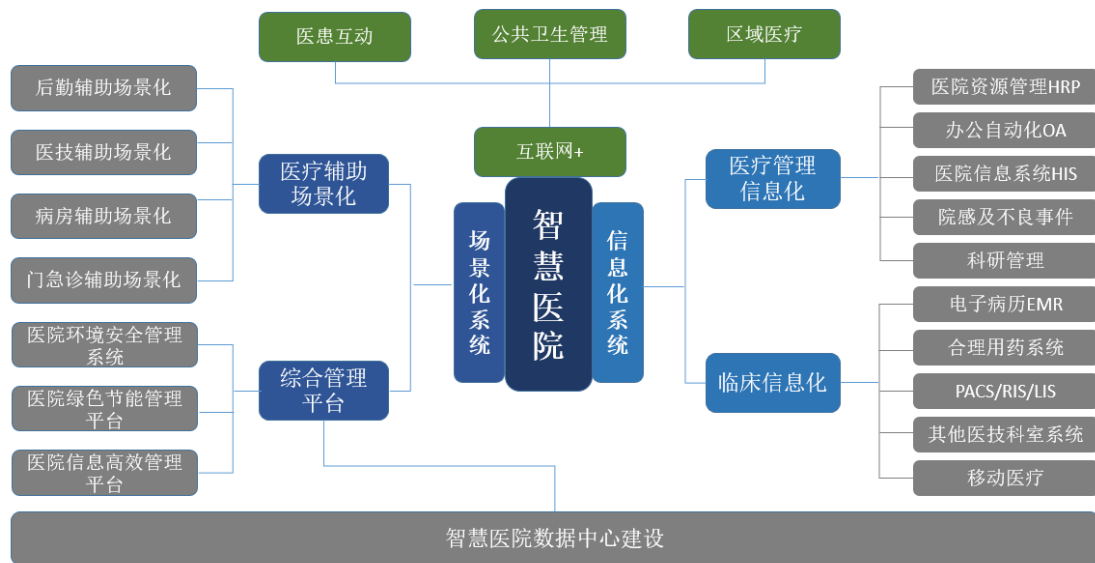 医患互动
公共卫生管理
区域医疗
互联网+
后勤辅助场景化
医技辅助场景化
病房辅助场景化
门急诊辅助场景化
医疗辅助
场景化
医院环境安全管理
系统
医院绿色节能管理
平台
医院信息高效管理
平台
综合管理
平台
场景化系统
智慧医院
信息化系统
医疗管理
信息化
医院资源管理HRP
办公自动化OA
医院信息系统HIS
院感及不良事件
科研管理
临床信息化
电子病历EMR
合理用药系统
PACS/RIS/LIS
其他医技科室系统
移动医疗
智慧医院数据中心建设